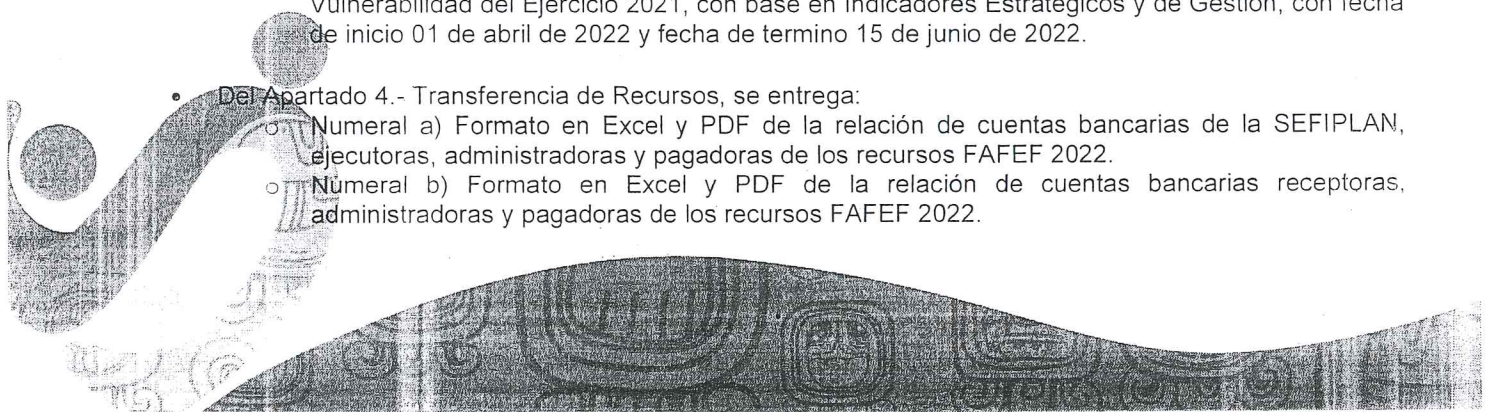 Vulnerabilidad del Ejercicio 2021, con base en Indicadores Estratégicos y de Gestión, con fecha
de inicio 01 de abril de 2022 y fecha de termino 15 de junio de 2022.
• Del Apartado 4.- Transferencia de Recursos, se entrega:
○ Numeral a) Formato en Excel y PDF de la relación de cuentas bancarias de la SEFIPLAN,
ejecutoras, administradoras y pagadoras de los recursos FAFEF 2022.
○ Numeral b) Formato en Excel y PDF de la relación de cuentas bancarias receptoras,
administradoras y pagadoras de los recursos FAFEF 2022.